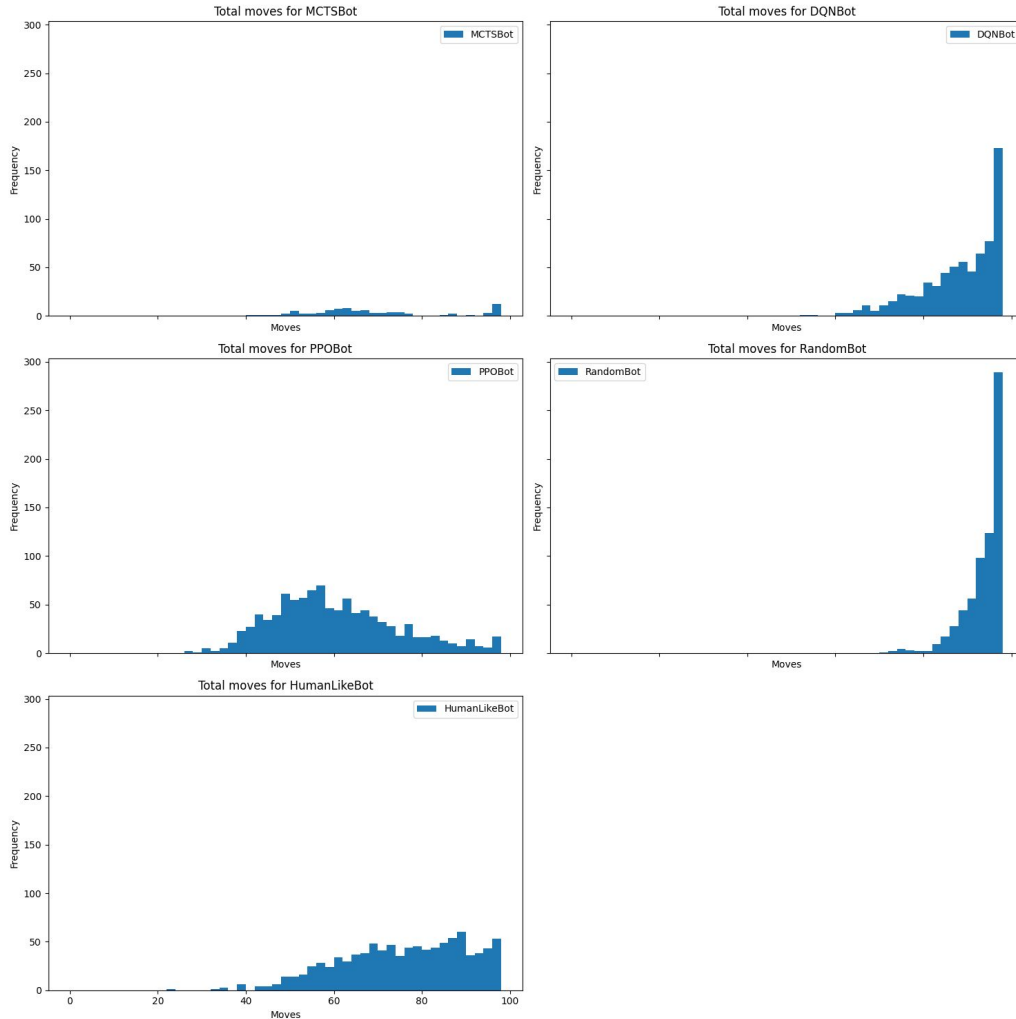 Total moves for MCTSBot
300
250
200
150
100
50
0
Frequency
Moves
MCTSBot
Total moves for DQNBot
Frequency
DQNBot
Total moves for PPOBot
300
250
200
150
100
50
0
Frequency
Moves
PPOBot
Total moves for RandomBot
Frequency
Moves
RandomBot
Total moves for HumanLikeBot
300
250
200
150
100
50
0
Frequency
0 20 40 60 80 100
Moves
HumanLikeBot